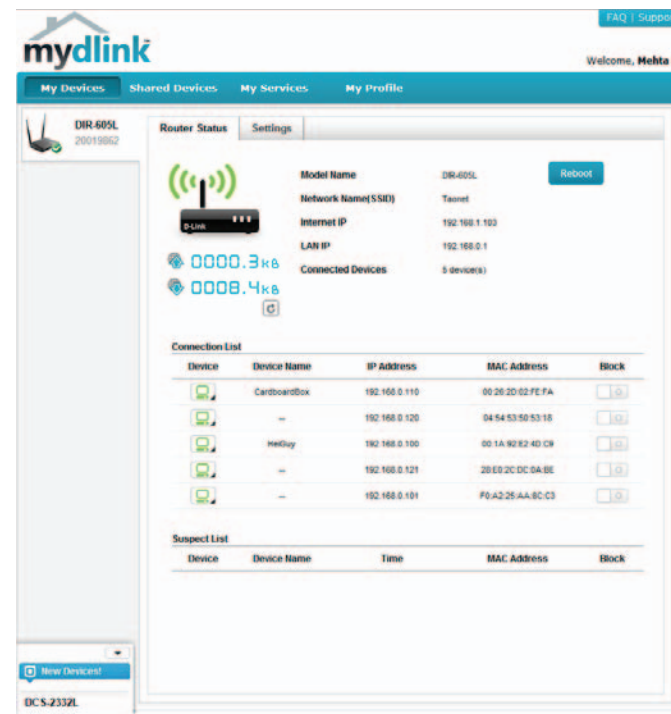 FAQ | Suppo
mydlink
Welcome, Mehta
My Devices Shared Devices My Services My Profile
DIR-605L
20019862
Router Status Settings
Model Name DIR-605L Reboot
Network Name(SSID) Taonet
Internet IP 192.168.1.103
LAN IP 192.168.0.1
Connected Devices 5 device(s)
D-Link
0000.3KB
0008.4KB
Connection List
Device Device Name IP Address MAC Address Block
CardboardBox 192.168.0.110 00:26:2D:02:FE:FA
-- 192.168.0.120 04:54:53:50:53:18
HeiGuy 192.168.0.100 00:1A:92:E2:4D:C9
-- 192.168.0.121 28:E0:2C:DC:0A:BE
-- 192.168.0.101 F0:A2:25:AA:8C:C3
Suspect List
Device Device Name Time MAC Address Block
New Devices!
DCS-2332L